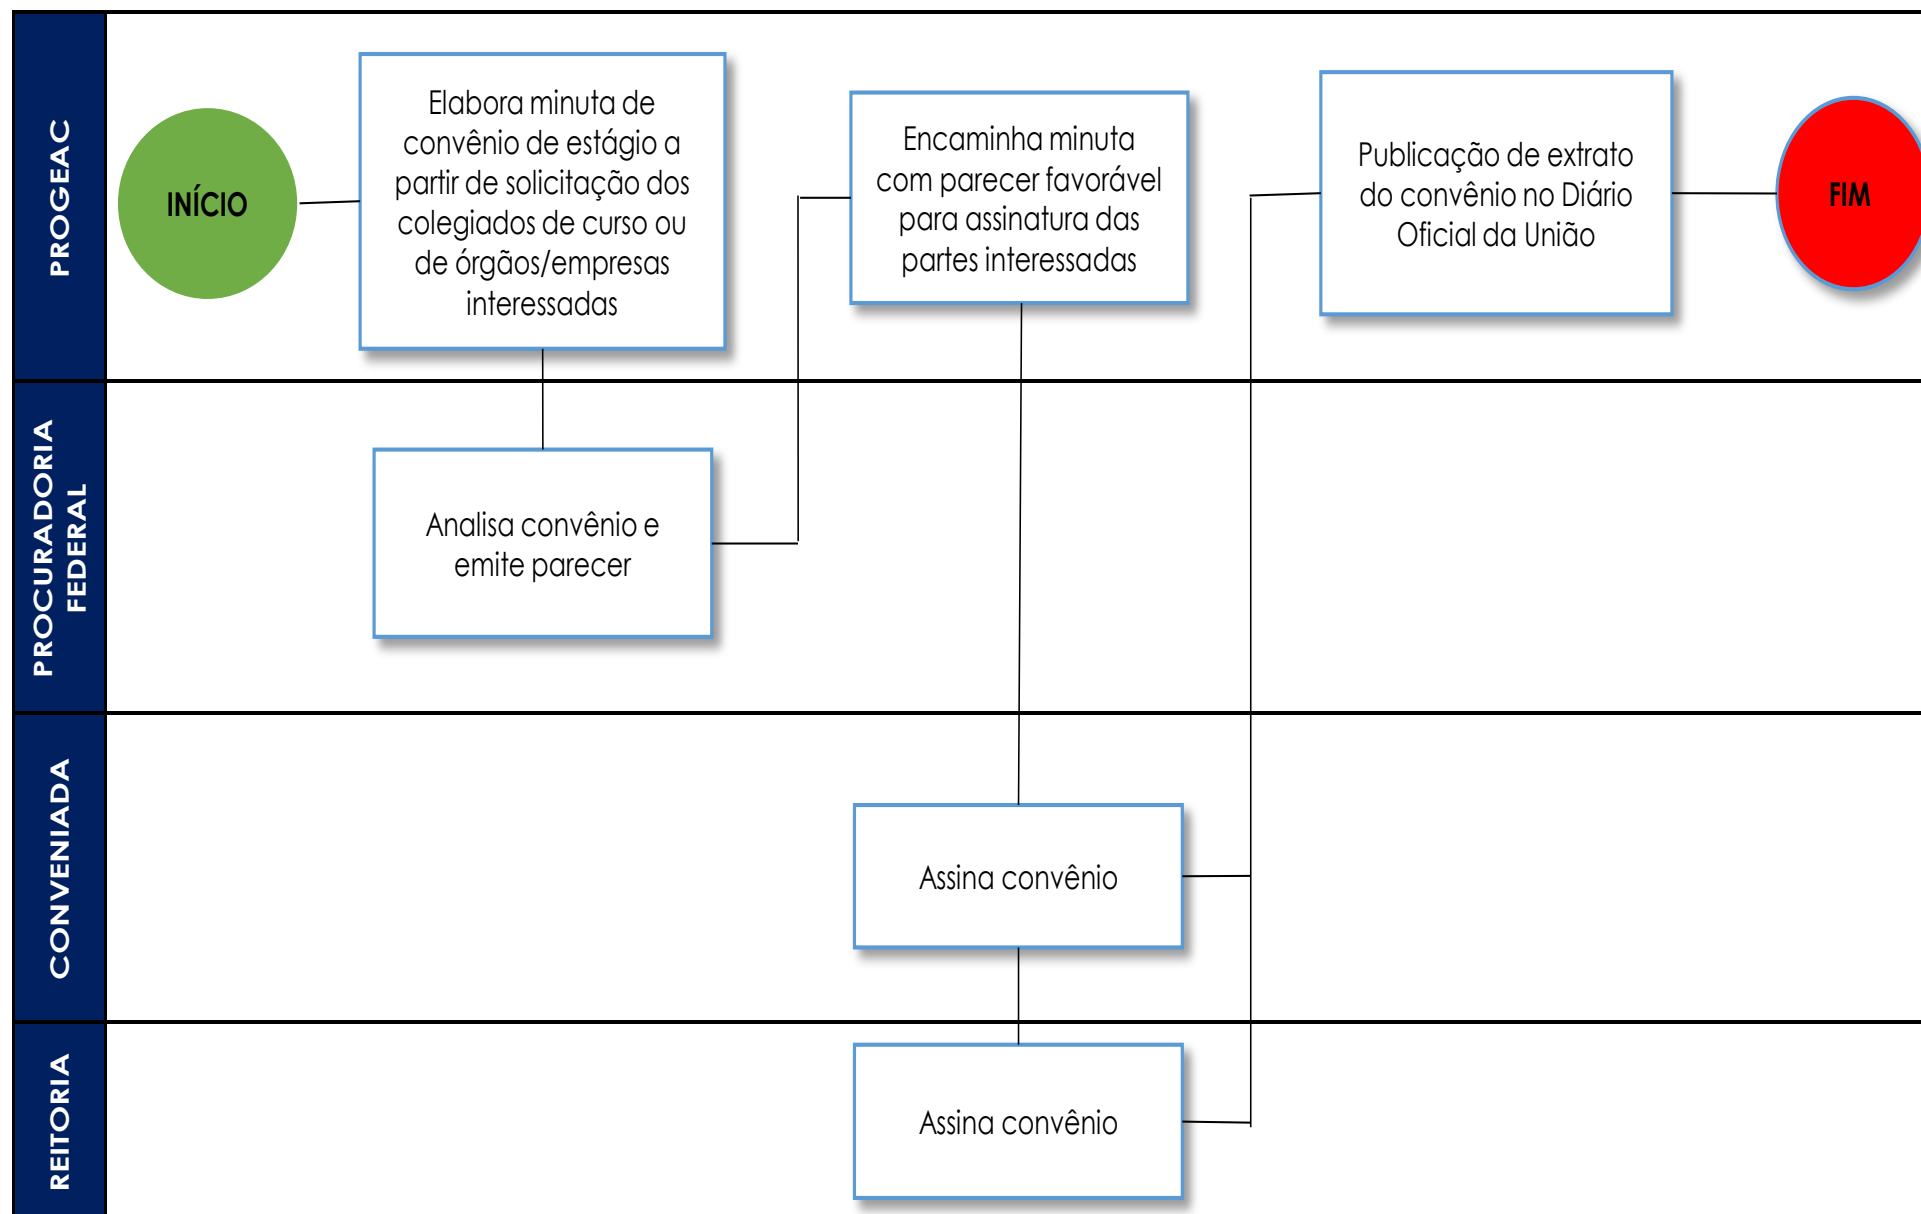 PROGEAC
INÍCIO
Elabora minuta de
convênio de estágio a
partir de solicitação dos
colegiados de curso ou
de órgãos/empresas
interessadas
Encaminha minuta
com parecer favorável
para assinatura das
partes interessadas
Publicação de extrato
do convênio no Diário
Oficial da União
FIM
PROCURADORIA
FEDERAL
Analisa convênio e
emite parecer
CONVENIADA
Assina convênio
REITORIA
Assina convênio